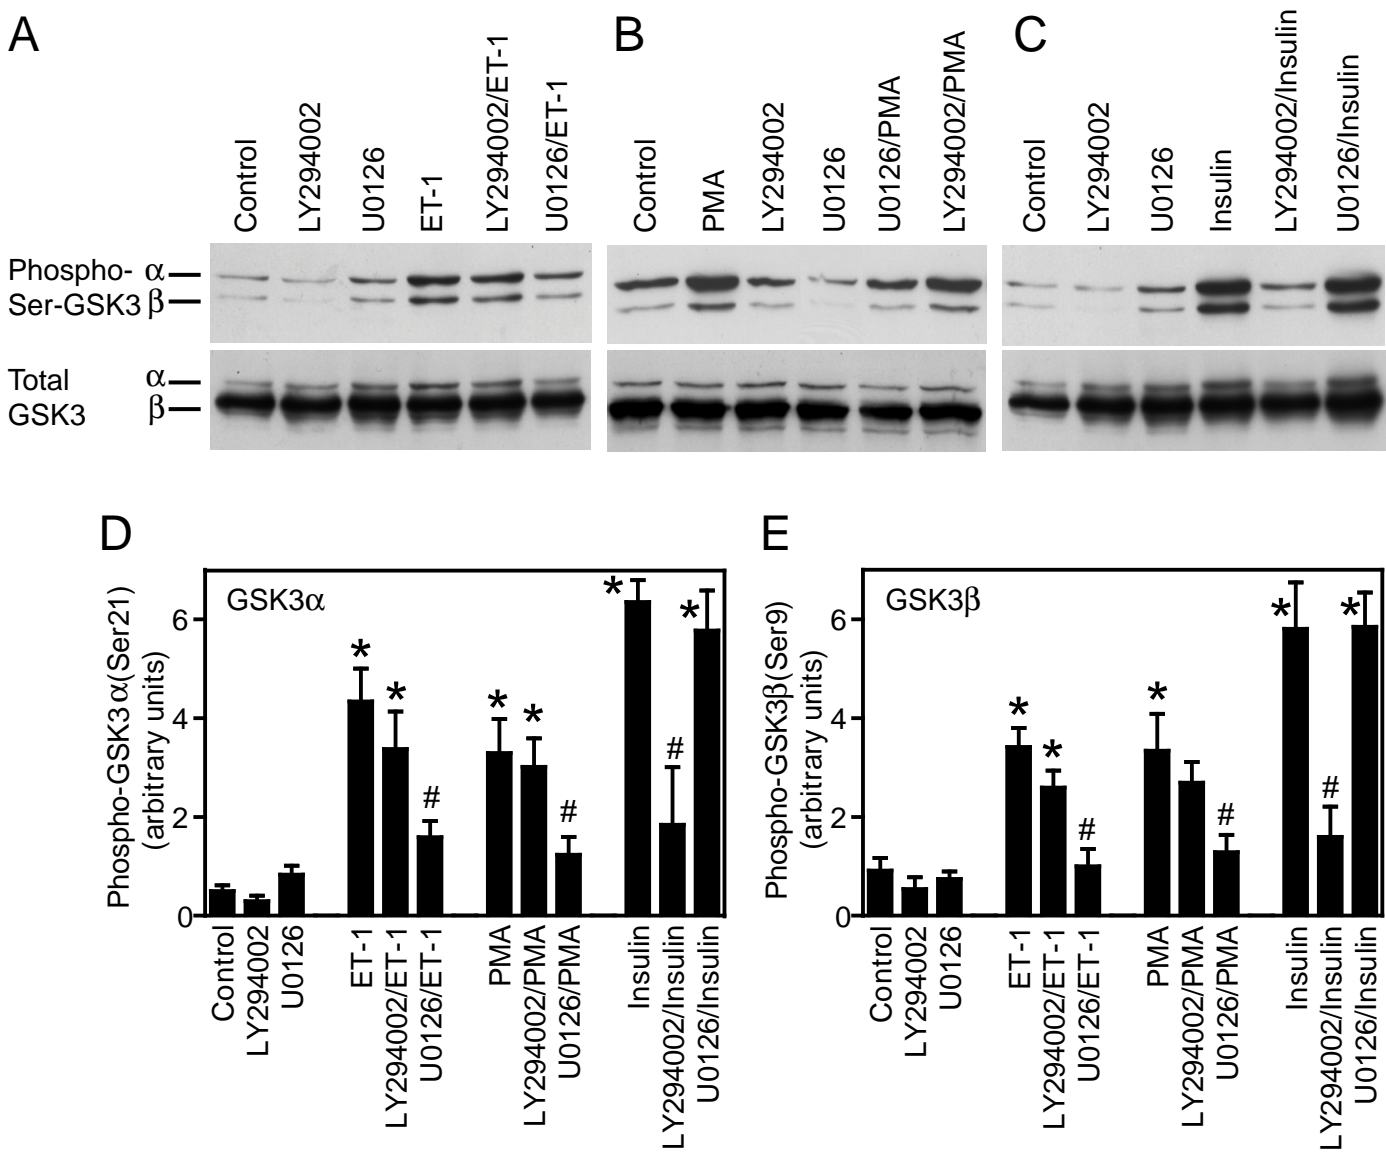 A
B
C
Control
LY294002
U0126
ET-1
LY294002/ET-1
U0126/ET-1
Control
PMA
LY294002
U0126
U0126/PMA
LY294002/PMA
Control
LY294002
U0126
Insulin
LY294002/Insulin
U0126/Insulin
Phospho- α
Ser-GSK3 β
Total α
GSK3 β
D
GSK3α
Phospho-GSK3 α(Ser21)
(arbitrary units)
6
4
2
0
*
*
#
*
*
#
*
#
*
Control
LY294002
U0126
ET-1
LY294002/ET-1
U0126/ET-1
PMA
LY294002/PMA
U0126/PMA
Insulin
LY294002/Insulin
U0126/Insulin
E
GSK3β
Phospho-GSK3β(Ser9)
(arbitrary units)
6
4
2
0
*
*
#
*
#
*
#
*
Control
LY294002
U0126
ET-1
LY294002/ET-1
U0126/ET-1
PMA
LY294002/PMA
U0126/PMA
Insulin
LY294002/Insulin
U0126/Insulin